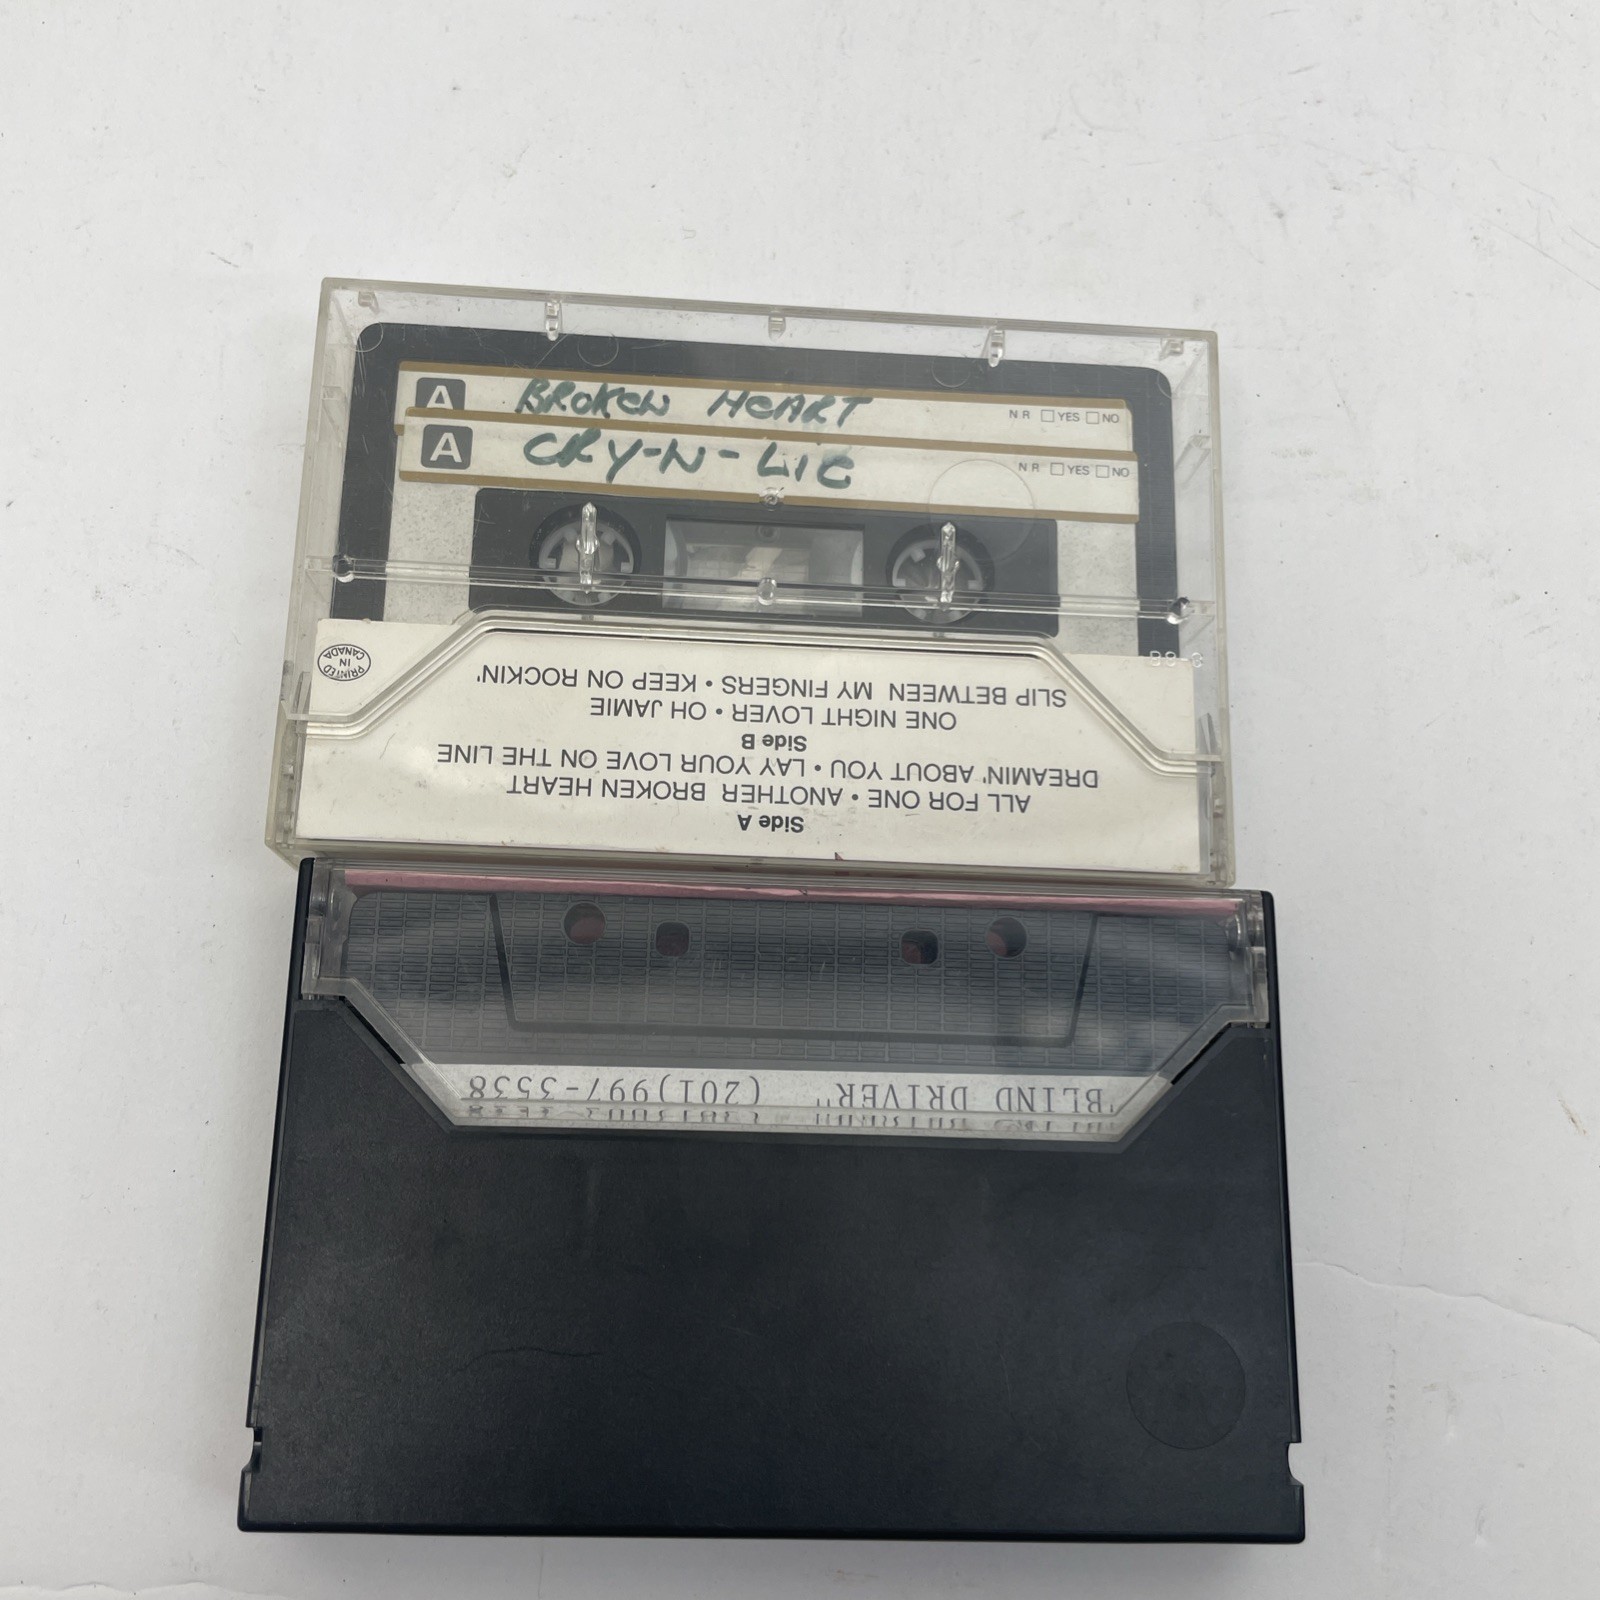 A BROKEN HEART N.R. YES NO
A CRY-N-LIE N.R. YES NO
88-3
PRINTED IN CANADA
Side A
ALL FOR ONE • ANOTHER BROKEN HEART
DREAMIN' ABOUT YOU • LAY YOUR LOVE ON THE LINE
Side B
ONE NIGHT LOVER • OH JAMIE
SLIP BETWEEN MY FINGERS • KEEP ON ROCKIN'
"BLIND DRIVER" (201)997-3538